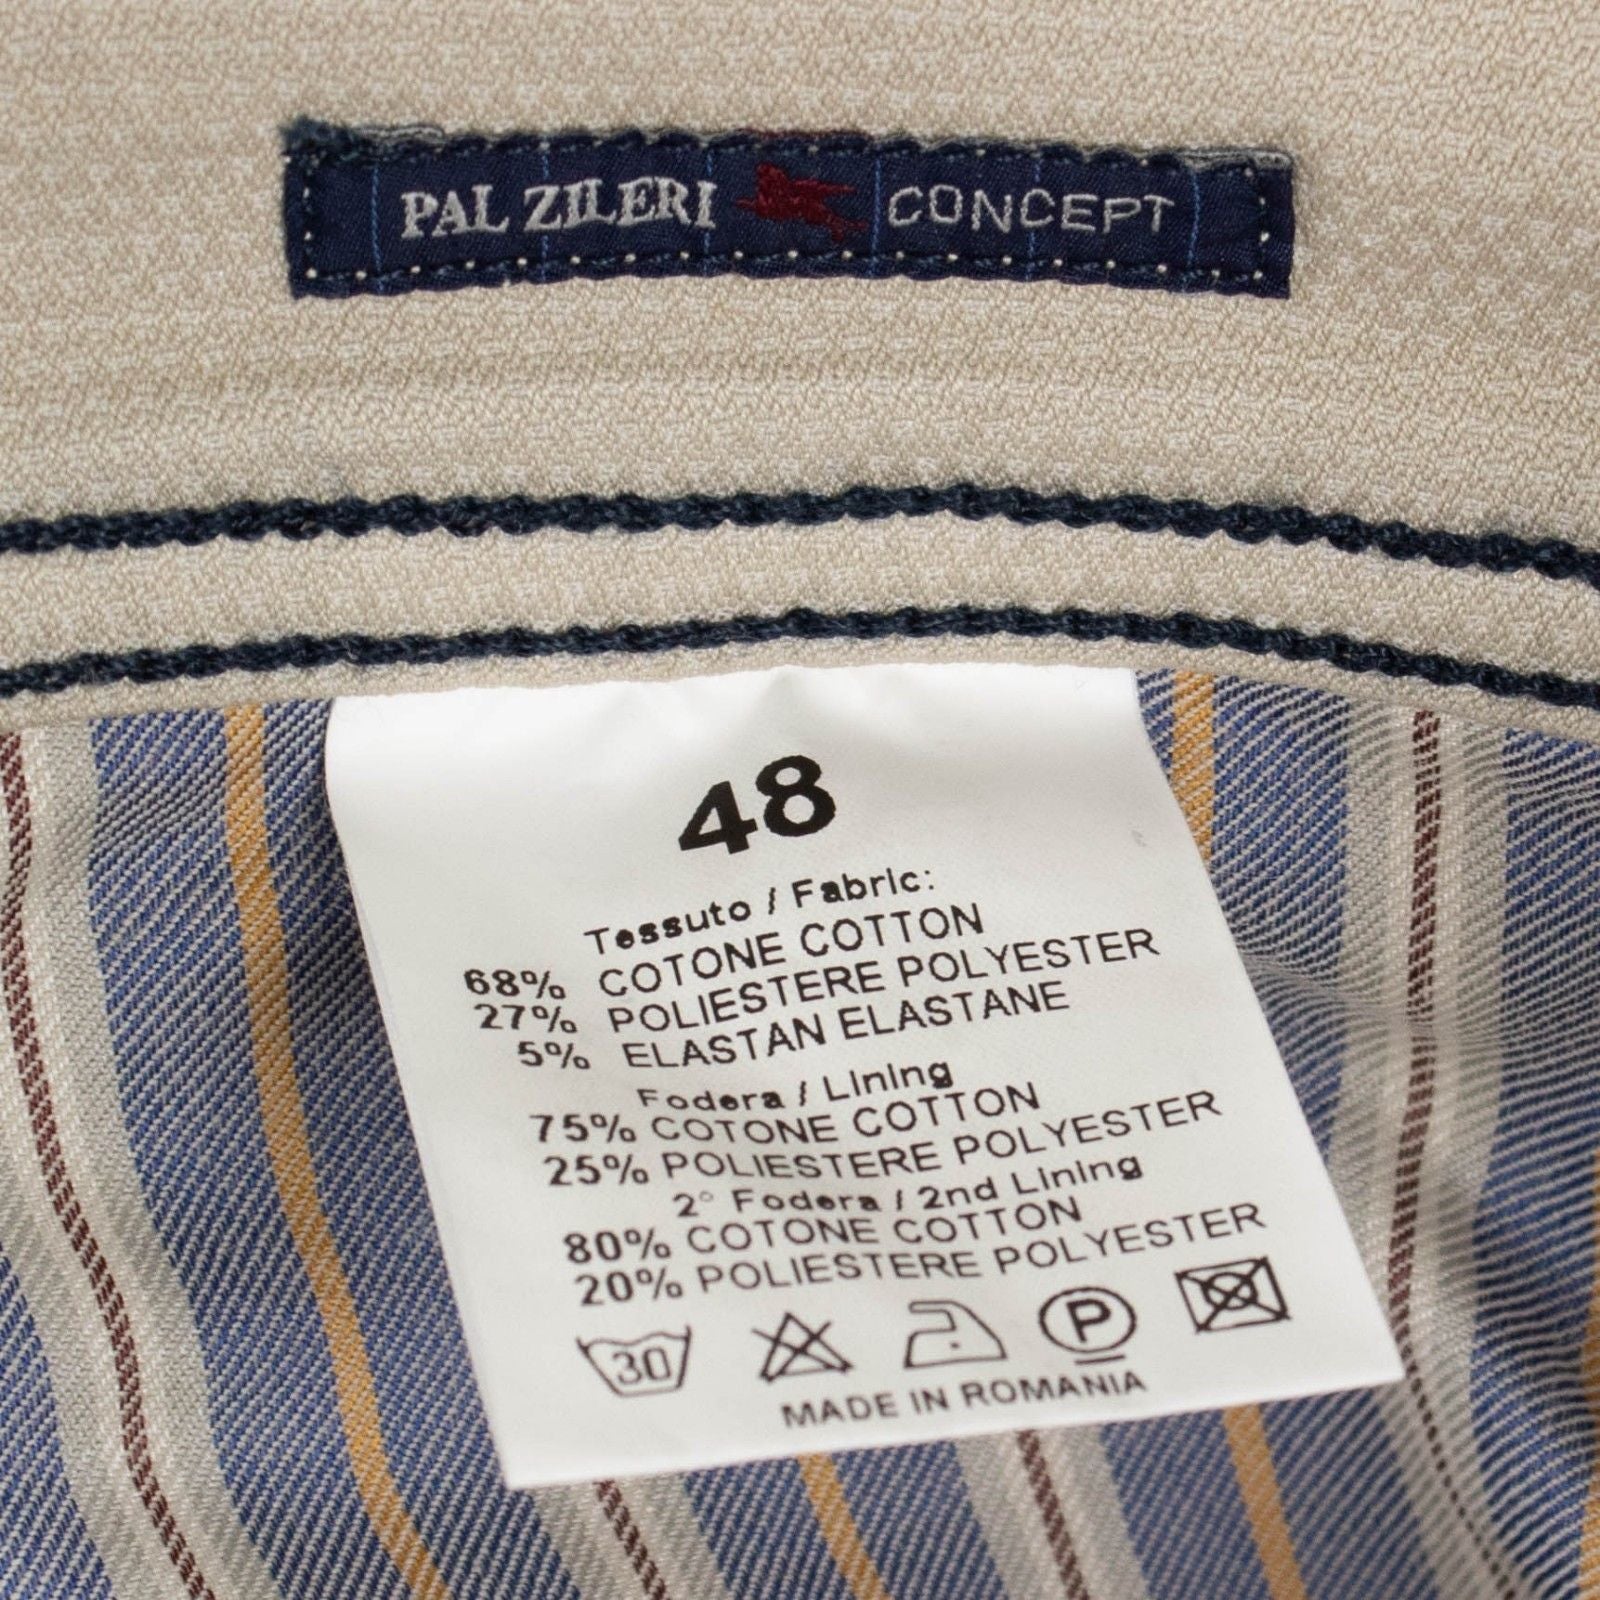 PAL ZILERI CONCEPT
48
Tessuto / Fabric:
68% COTONE COTTON
27% POLIESTERE POLYESTER
5% ELASTAN ELASTANE
Fodera / Lining
75% COTONE COTTON
25% POLIESTERE POLYESTER
2° Fodera / 2nd Lining
80% COTONE COTTON
20% POLIESTERE POLYESTER
30 P
MADE IN ROMANIA